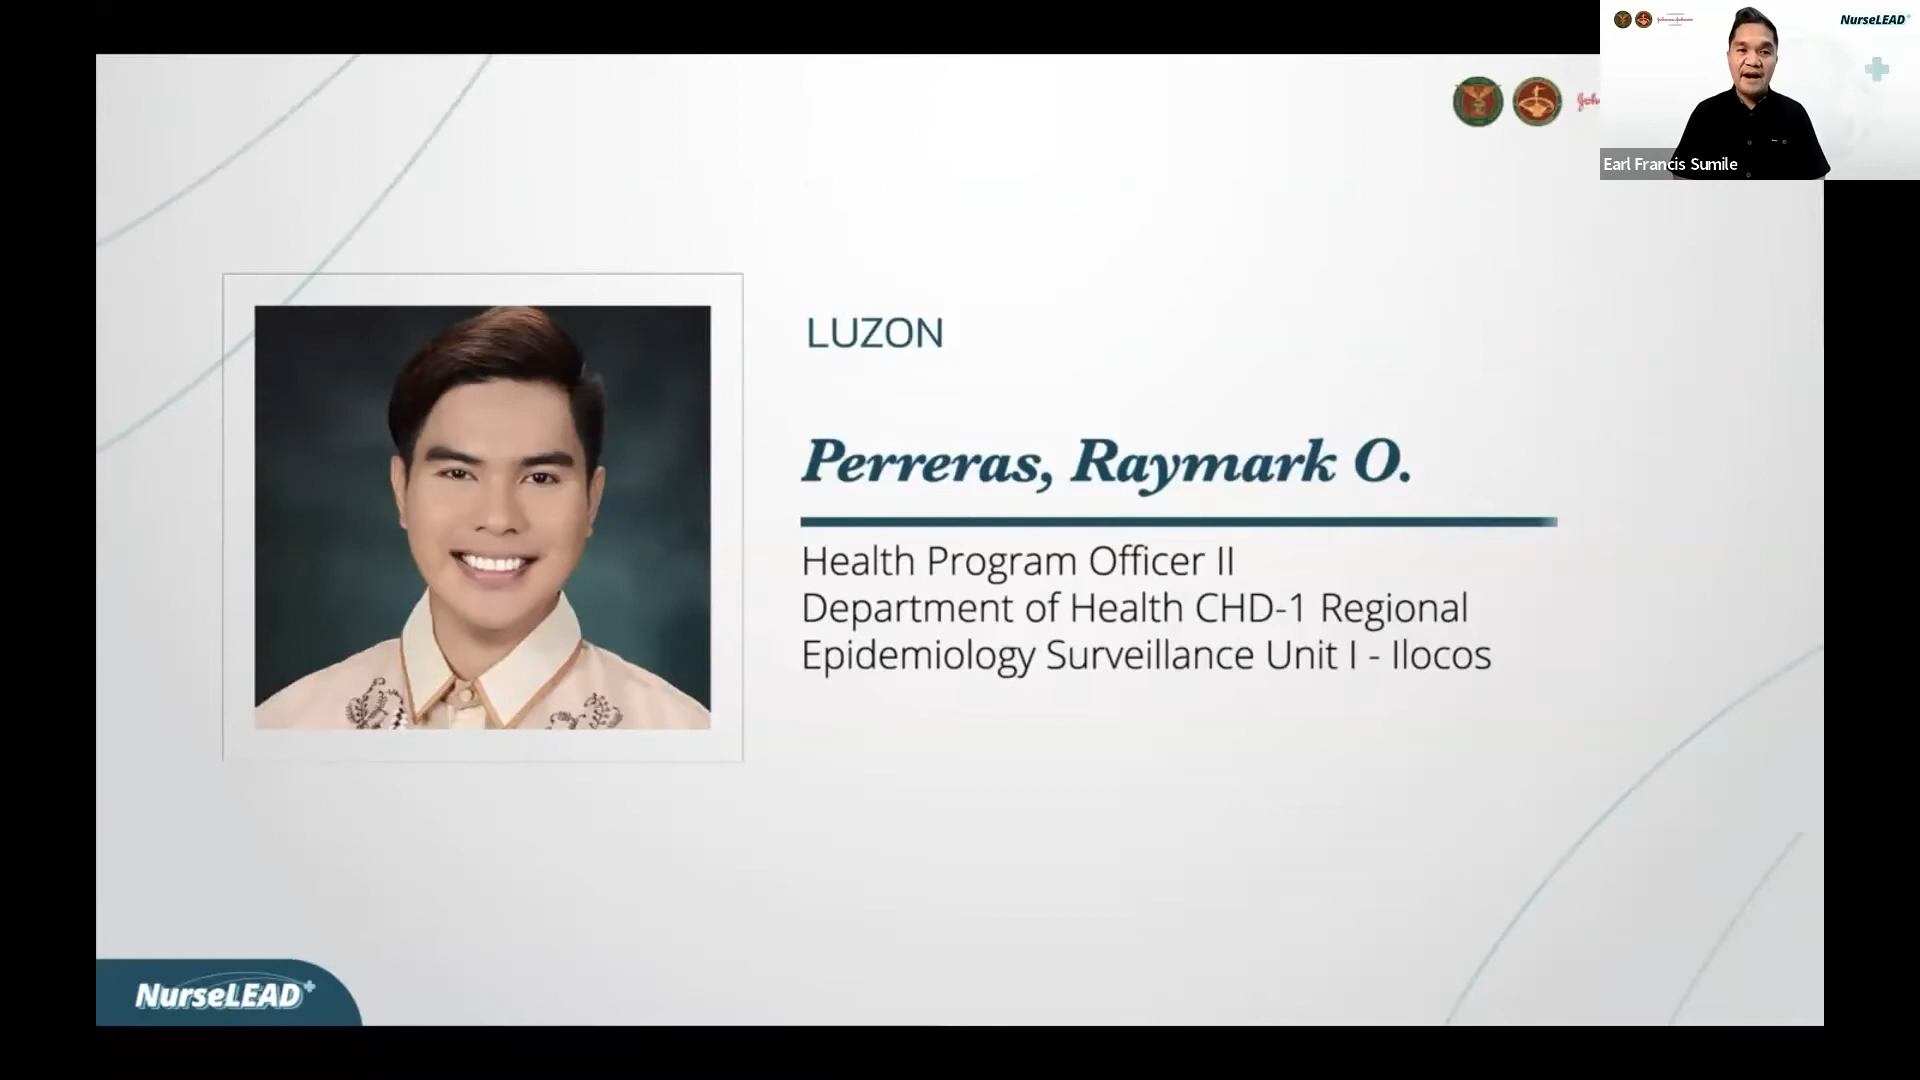 NurseLEAD
Earl Francis Sumile
LUZON
Perreras, Raymark O.
Health Program Officer II
Department of Health CHD-1 Regional
Epidemiology Surveillance Unit I - Ilocos
NurseLEAD